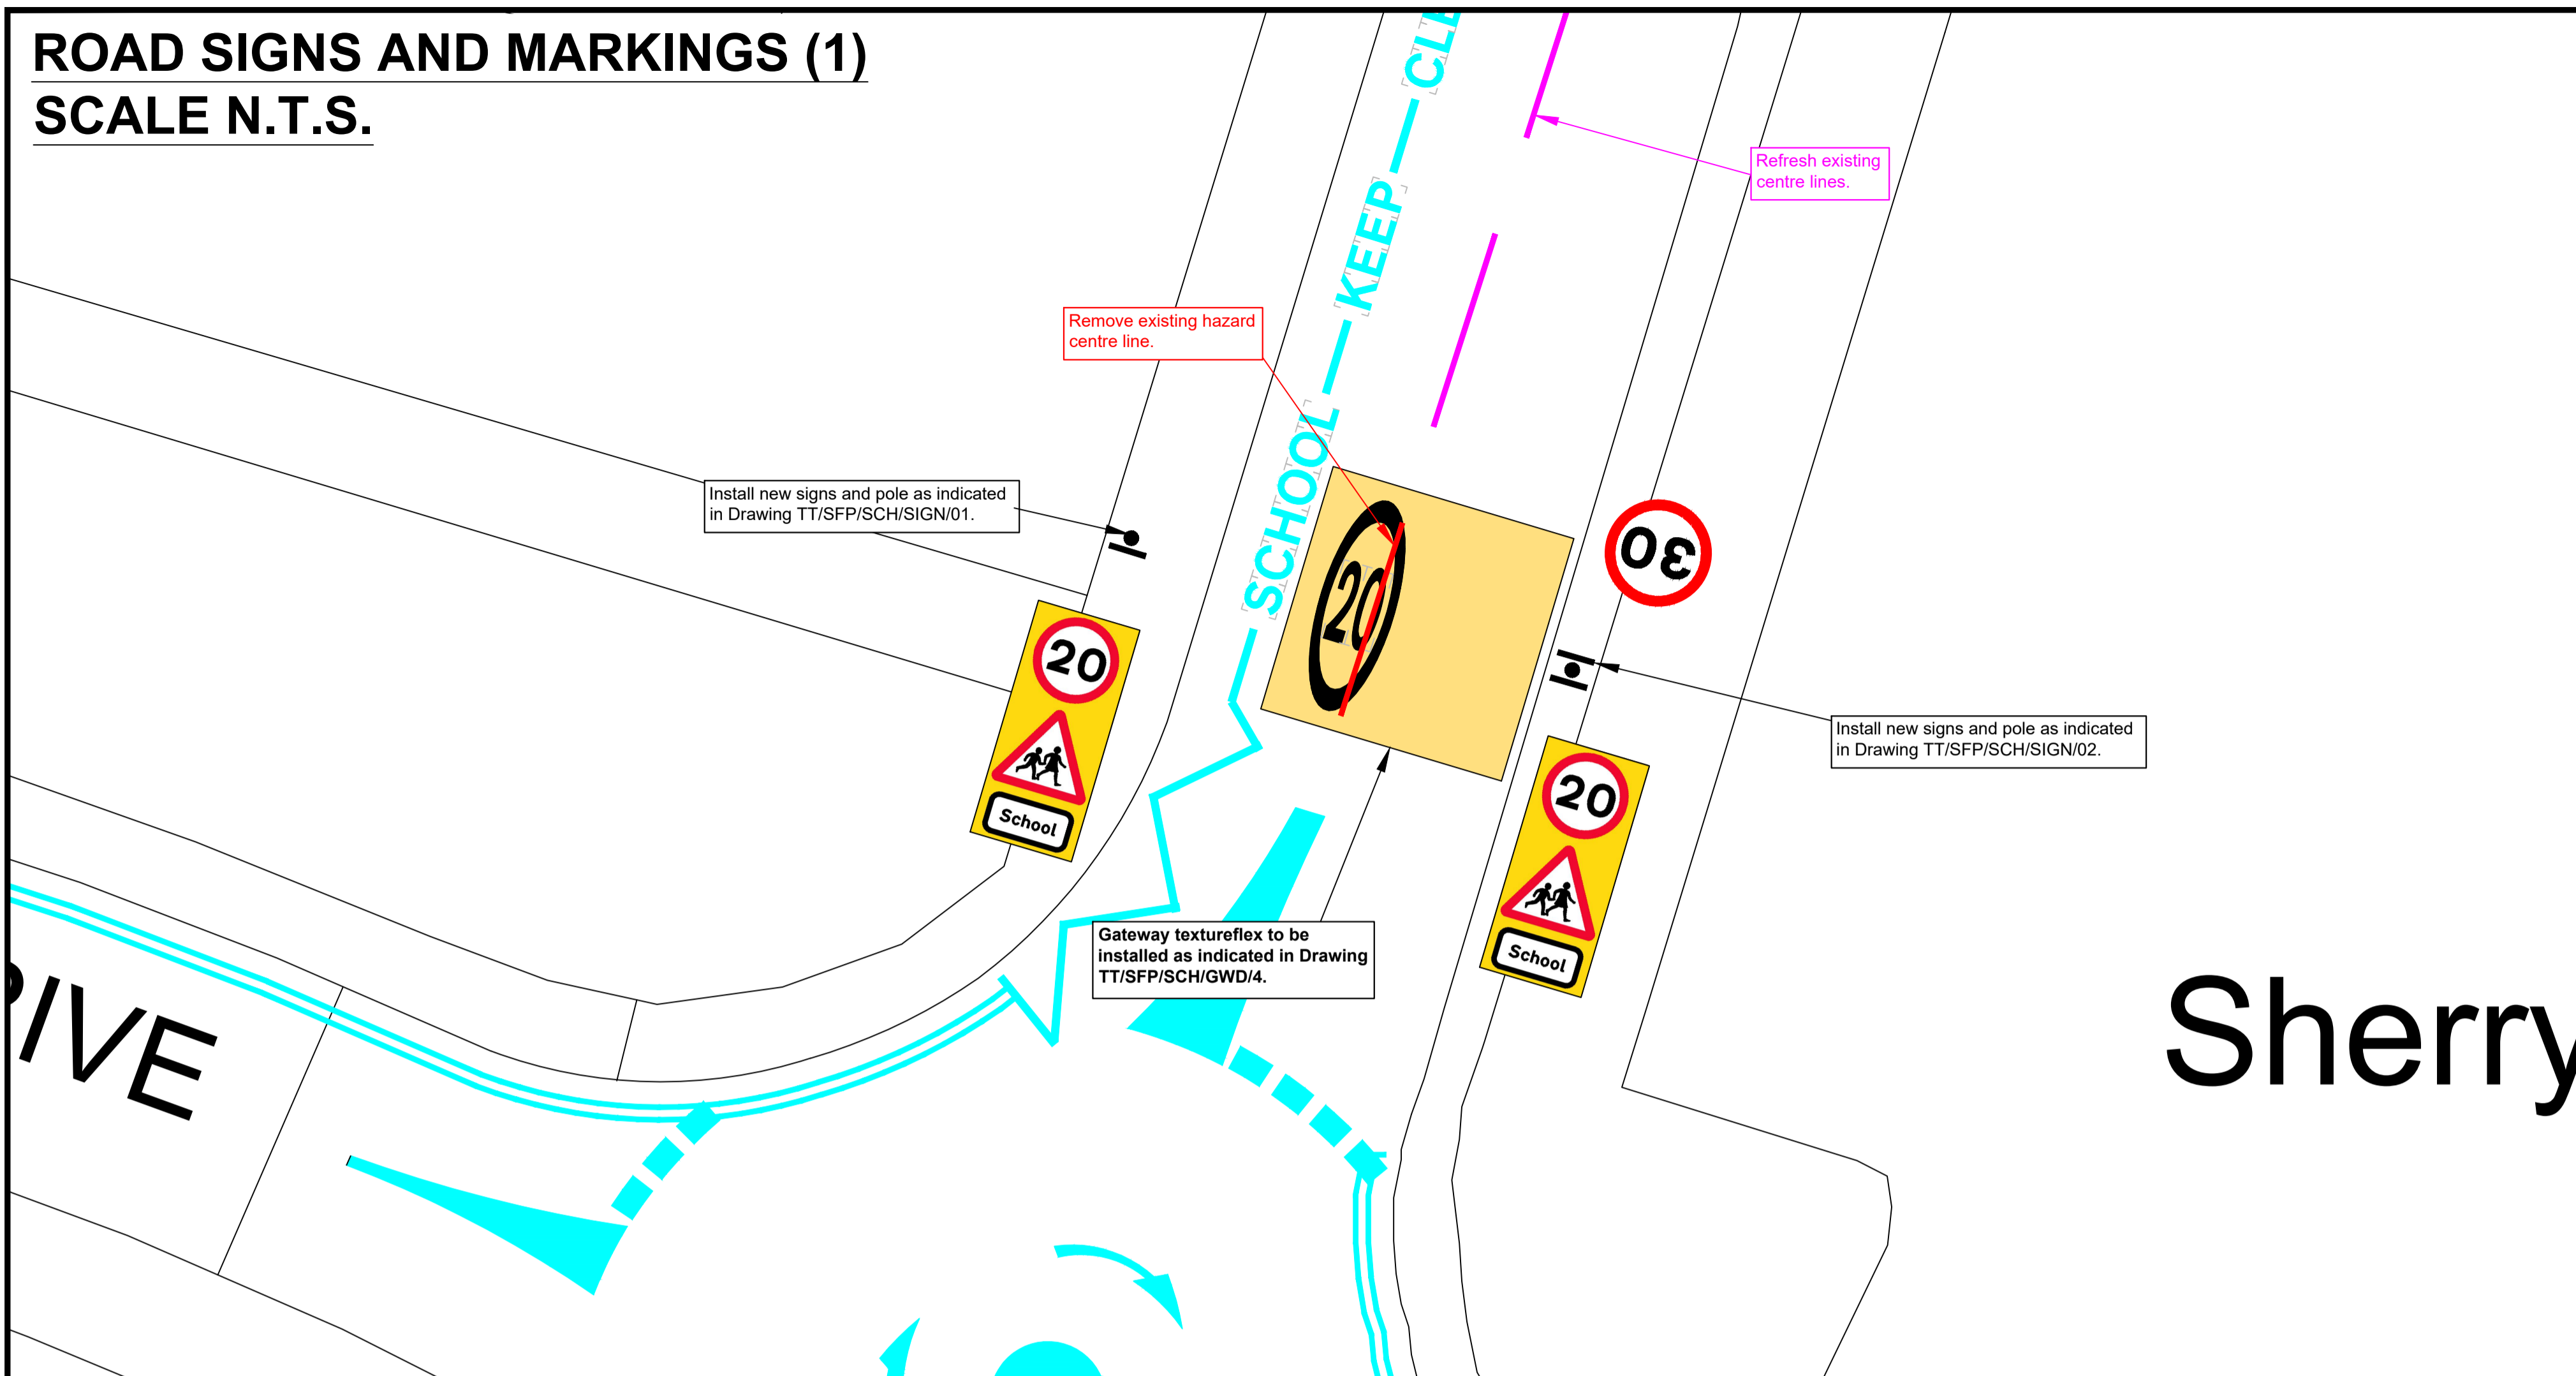 ROAD SIGNS AND MARKINGS (1)
SCALE N.T.S.
Refresh existing
centre lines.
Remove existing hazard
centre line.
SCHOOL KEEP CLE
Install new signs and pole as indicated
in Drawing TT/SFP/SCH/SIGN/01.
20
30
20
School
Install new signs and pole as indicated
in Drawing TT/SFP/SCH/SIGN/02.
20
School
Gateway textureflex to be
installed as indicated in Drawing
TT/SFP/SCH/GWD/4.
RIVE
Sherry